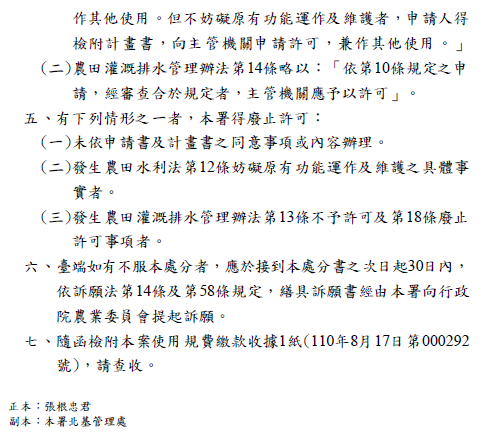 作其他使用。但不妨礙原有功能運作及維護者，申請人得
檢附計畫書，向主管機關申請許可，兼作其他使用。」
(二)農田灌溉排水管理辦法第14條略以：「依第10條規定之申
請，經審查合於規定者，主管機關應予以許可」。
五、有下列情形之一者，本署得廢止許可：
(一)未依申請書及計畫書之同意事項或內容辦理。
(二)發生農田水利法第12條妨礙原有功能運作及維護之具體事
實者。
(三)發生農田灌溉排水管理辦法第13條不予許可及第18條廢止
許可事項者。
六、臺端如有不服本處分者，應於接到本處分書之次日起30日內，
依訴願法第14條及第58條規定，繕具訴願書經由本署向行政
院農業委員會提起訴願。
七、隨函檢附本案使用規費繳款收據1紙(110年8月17日第000292
號)，請查收。
正本：張根忠君
副本：本署北基管理處